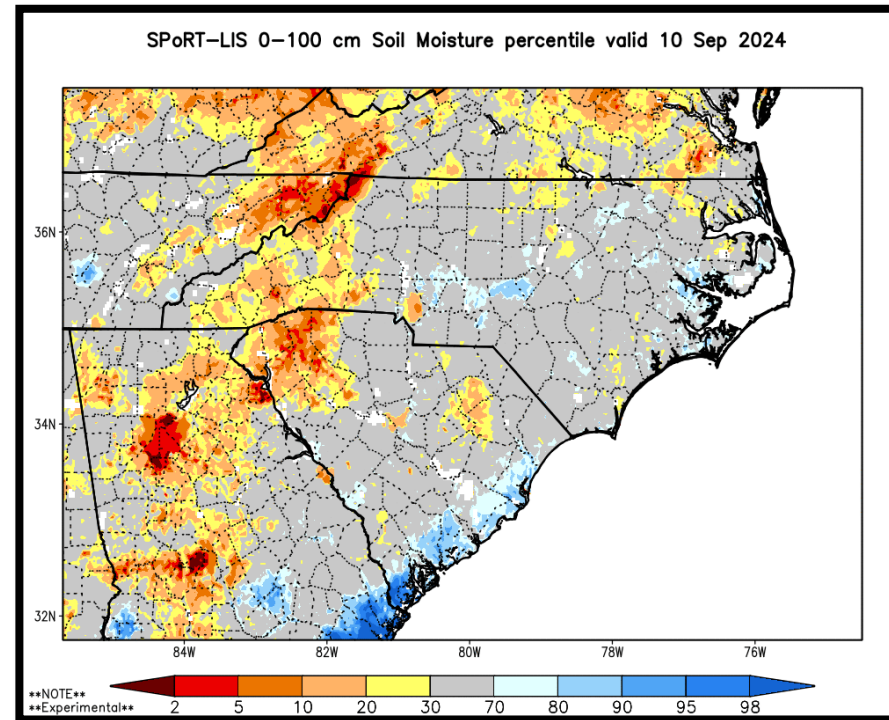 SPoRT-LIS 0-100 cm Soil Moisture percentile valid 10 Sep 2024
36N
34N
32N
84W 82W 80W 78W 76W
**NOTE**
**Experimental** 2 5 10 20 30 70 80 90 95 98